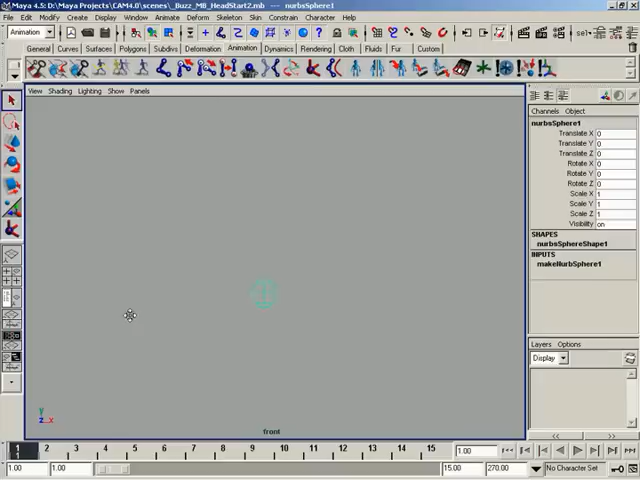 Maya 4.5: D:\Maya Projects\CAM4.0\scenes\_Buzz_MB_HeadStart2.mb --- nurbsSphere1
File Edit Modify Create Display Window Animate Deform Skeleton Skin Constrain Character Help
Animation
sel
General Curves Surfaces Polygons Subdivs Deformation Animation Dynamics Rendering Cloth Fluids Fur Custom
View Shading Lighting Show Panels
Channels Object
nurbsSphere1
Translate X 0
Translate Y 0
Translate Z 0
Rotate X 0
Rotate Y 0
Rotate Z 0
Scale X 1
Scale Y 1
Scale Z 1
Visibility on
SHAPES
nurbsSphereShape1
INPUTS
makeNurbSphere1
Layers Options
Display
y
z x
front
<< >>
1 2 3 4 5 6 7 8 9 10 11 12 13 14 15
1.00
1.00 1.00 15.00 270.00 No Character Set